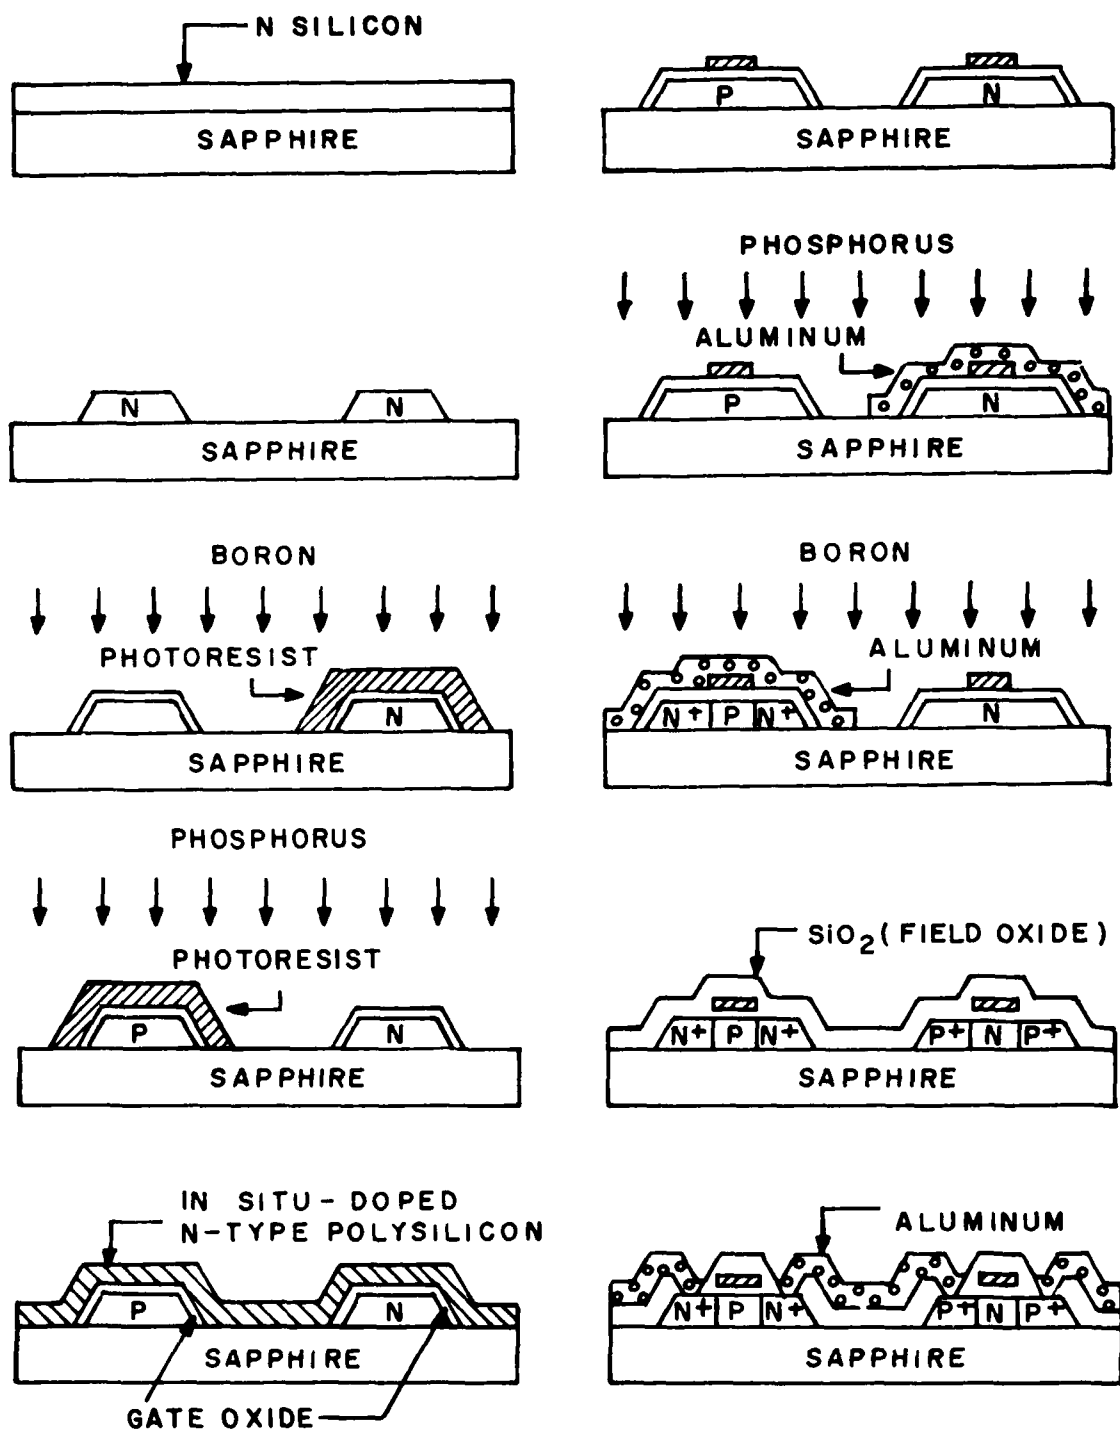 N SILICON
SAPPHIRE
N N
SAPPHIRE
BORON
PHOTORESIST
N
SAPPHIRE
PHOSPHORUS
PHOTORESIST
P N
SAPPHIRE
IN SITU-DOPED
N-TYPE POLYSILICON
P N
SAPPHIRE
GATE OXIDE
P N
SAPPHIRE
PHOSPHORUS
ALUMINUM
P N
SAPPHIRE
BORON
ALUMINUM
N+ P N+ N
SAPPHIRE
SiO2 (FIELD OXIDE)
N+ P N+ P+ N P+
SAPPHIRE
ALUMINUM
N+ P N+ P+ N P+
SAPPHIRE